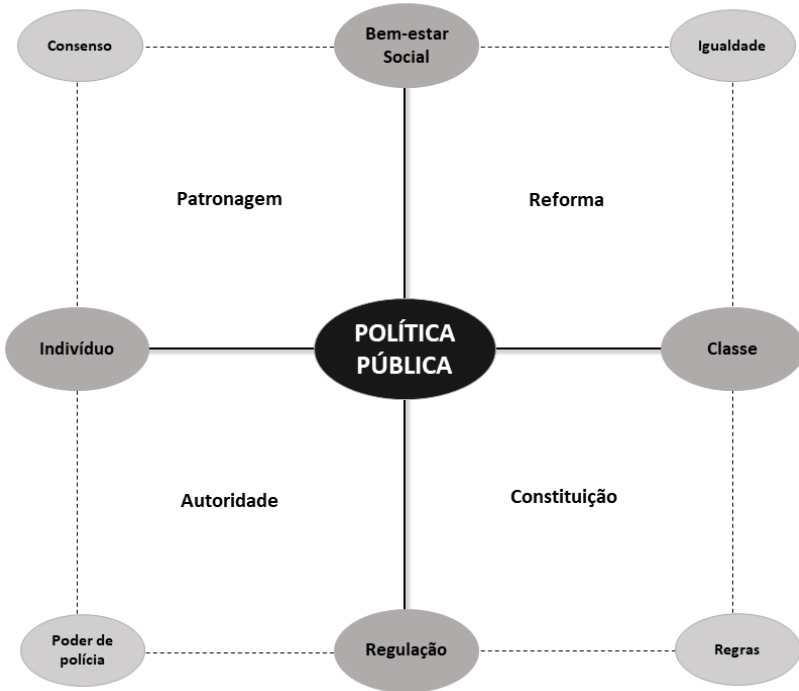 Consenso
Bem-estar
Social
Igualdade
Patronagem
Reforma
Indivíduo
POLÍTICA
PÚBLICA
Classe
Autoridade
Constituição
Poder de
polícia
Regulação
Regras